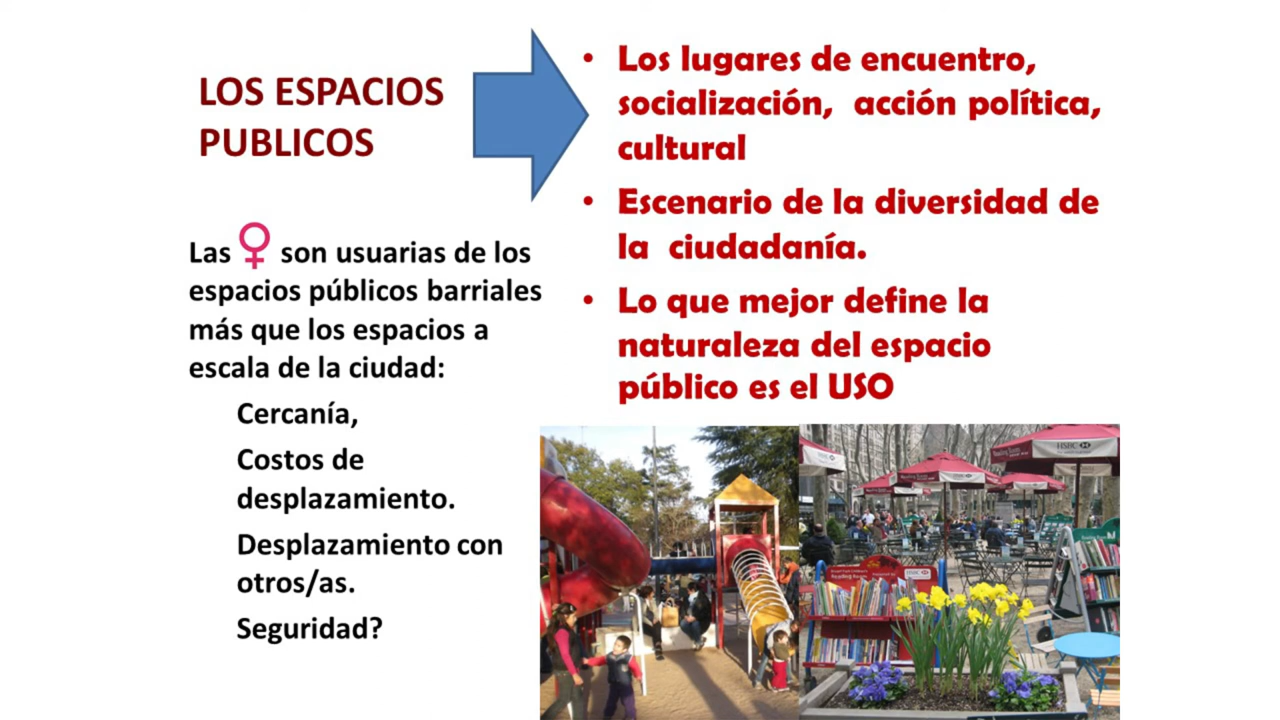 LOS ESPACIOS
PUBLICOS
• Los lugares de encuentro,
socialización, acción política,
cultural
• Escenario de la diversidad de
la ciudadanía.
• Lo que mejor define la
naturaleza del espacio
público es el USO
Las ♀ son usuarias de los
espacios públicos barriales
más que los espacios a
escala de la ciudad:
Cercanía,
Costos de
desplazamiento.
Desplazamiento con
otros/as.
Seguridad?
HSBC
HSBC